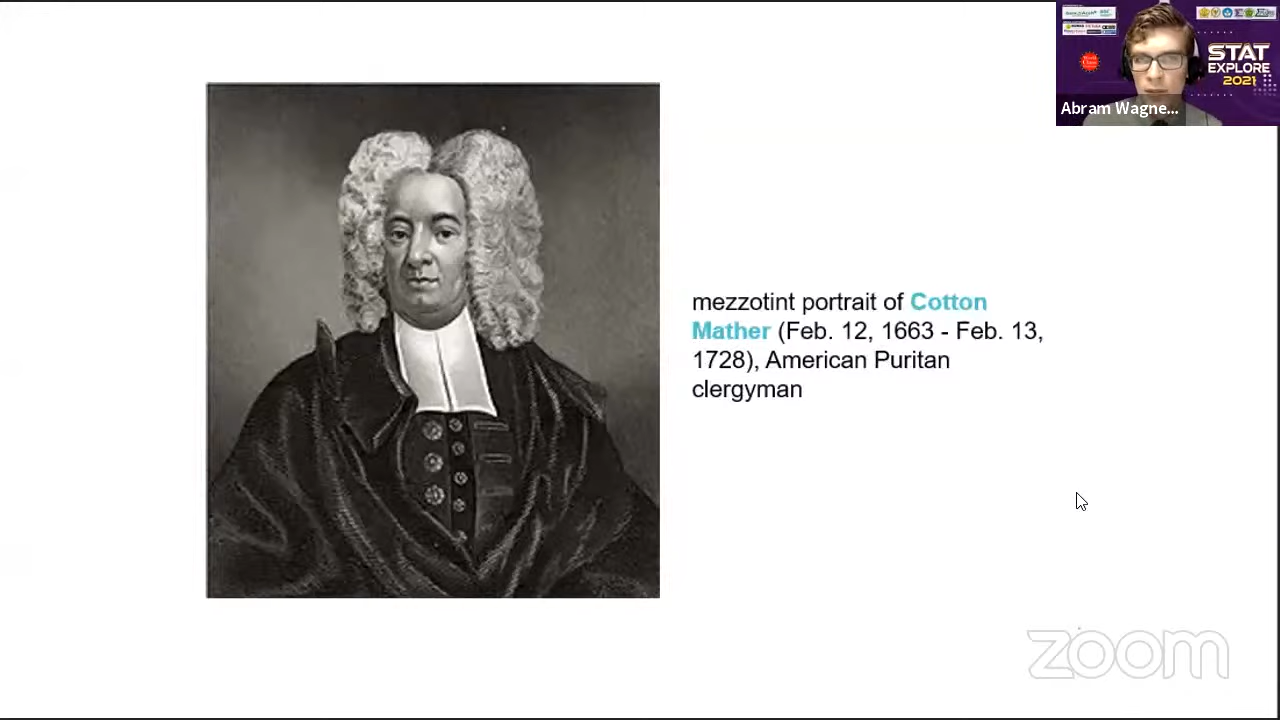 mezzotint portrait of Cotton
Mather (Feb. 12, 1663 - Feb. 13,
1728), American Puritan
clergyman
STAT
EXPLORE
2021
Abram Wagne...
zoom